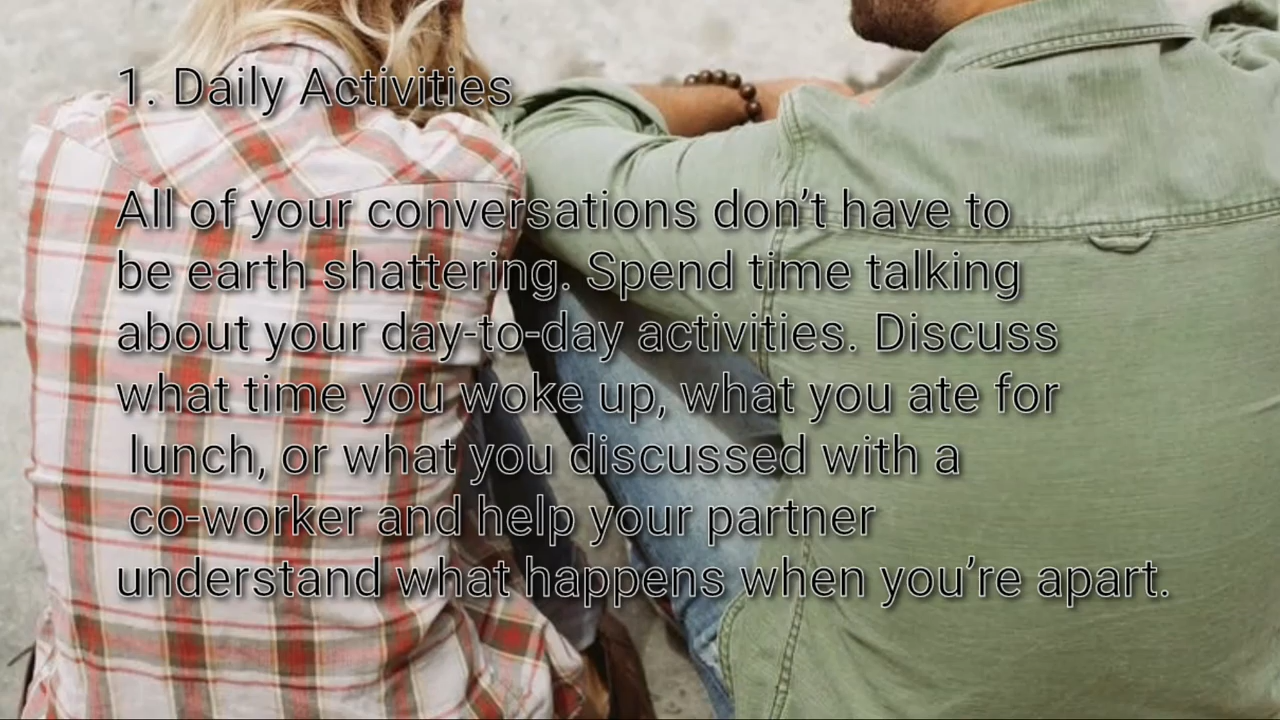 1. Daily Activities
All of your conversations don’t have to
be earth shattering. Spend time talking
about your day-to-day activities. Discuss
what time you woke up, what you ate for
lunch, or what you discussed with a
co-worker and help your partner
understand what happens when you’re apart.